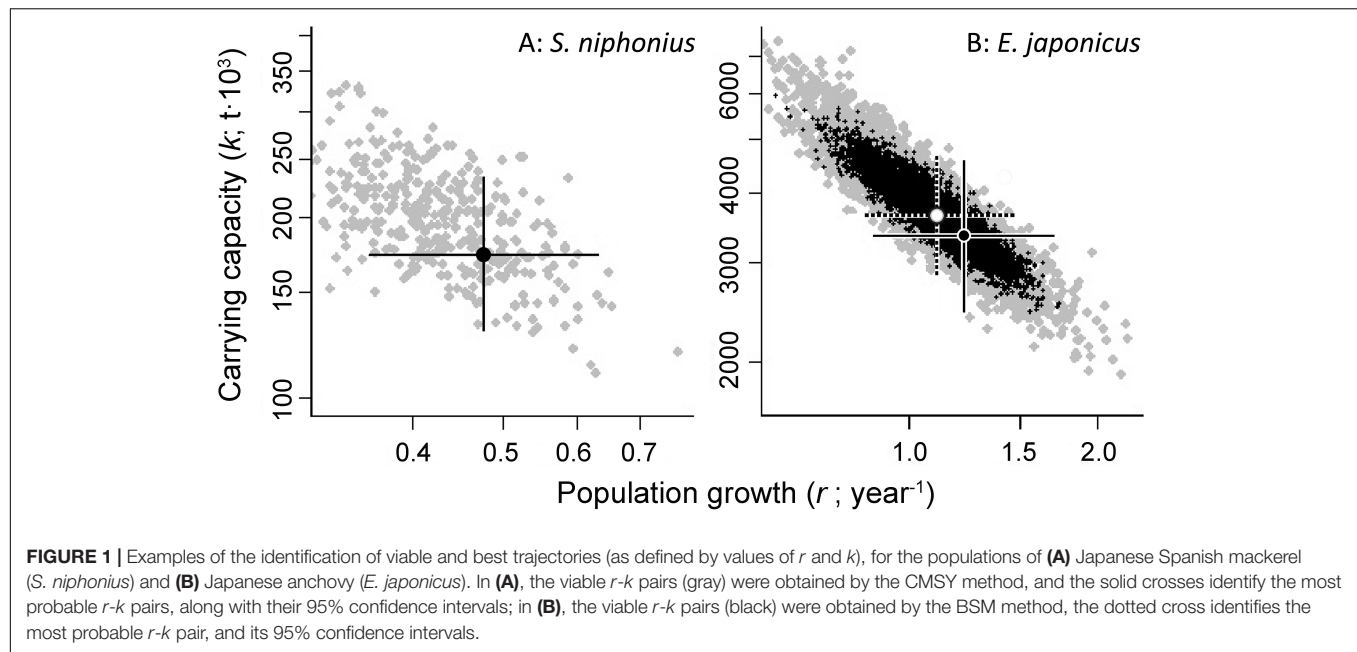 A: S. niphonius
B: E. japonicus
Carrying capacity (k; t·10³)
350
250
200
150
100
6000
4000
3000
2000
0.4 0.5 0.6 0.7
1.0 1.5 2.0
Population growth (r ; year⁻¹)
FIGURE 1 | Examples of the identification of viable and best trajectories (as defined by values of r and k), for the populations of (A) Japanese Spanish mackerel
(S. niphonius) and (B) Japanese anchovy (E. japonicus). In (A), the viable r-k pairs (gray) were obtained by the CMSY method, and the solid crosses identify the most
probable r-k pairs, along with their 95% confidence intervals; in (B), the viable r-k pairs (black) were obtained by the BSM method, the dotted cross identifies the
most probable r-k pair, and its 95% confidence intervals.